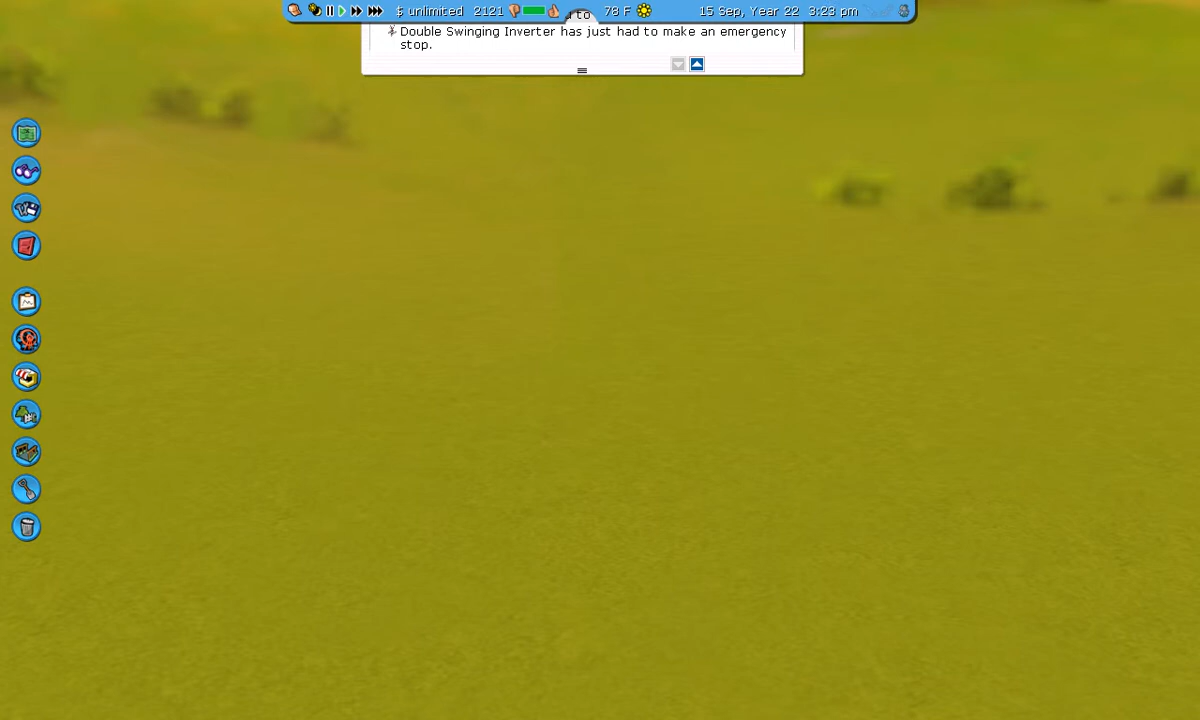 $ unlimited 2121 78 F 15 Sep, Year 22 3:23 pm
to
Double Swinging Inverter has just had to make an emergency
stop.